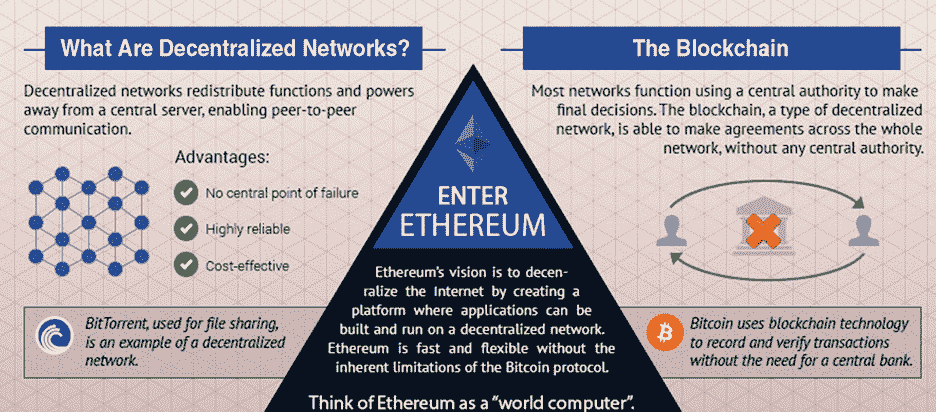 What Are Decentralized Networks?
Decentralized networks redistribute functions and powers
away from a central server, enabling peer-to-peer
communication.
Advantages:
No central point of failure
Highly reliable
Cost-effective
BitTorrent, used for file sharing,
is an example of a decentralized
network.
ENTER
ETHEREUM
Ethereum's vision is to decen-
ralize the Internet by creating a
platform where applications can be
built and run on a decentralized network.
Ethereum is fast and flexible without the
inherent limitations of the Bitcoin protocol.
Think of Ethereum as a "world computer".
The Blockchain
Most networks function using a central authority to make
final decisions. The blockchain, a type of decentralized
network, is able to make agreements across the whole
network, without any central authority.
Bitcoin uses blockchain technology
to record and verify transactions
without the need for a central bank.